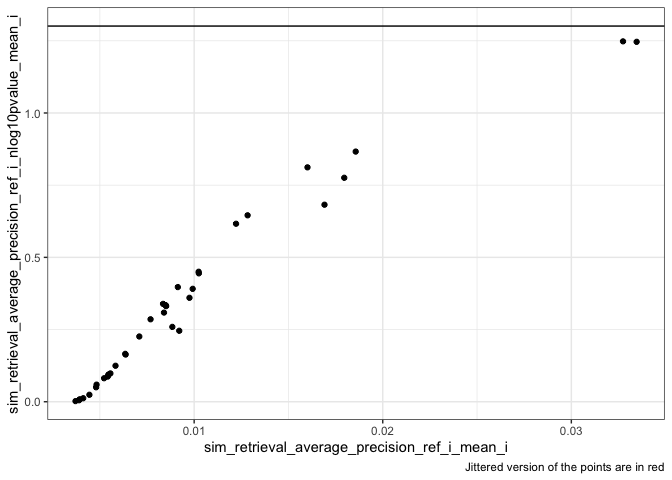 sim_retrieval_average_precision_ref_i_nlog10pvalue_mean_i
1.0
0.5
0.0
0.01
0.02
0.03
sim_retrieval_average_precision_ref_i_mean_i
Jittered version of the points are in red